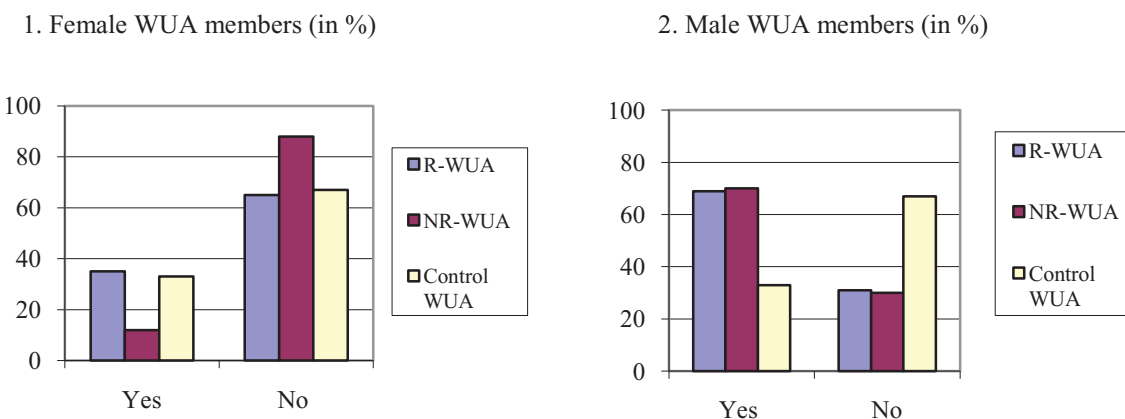 1. Female WUA members (in %)
100
80
60
40
20
0
Yes
No
R-WUA
NR-WUA
Control
WUA
2. Male WUA members (in %)
100
80
60
40
20
0
Yes
No
R-WUA
NR-WUA
Control
WUA